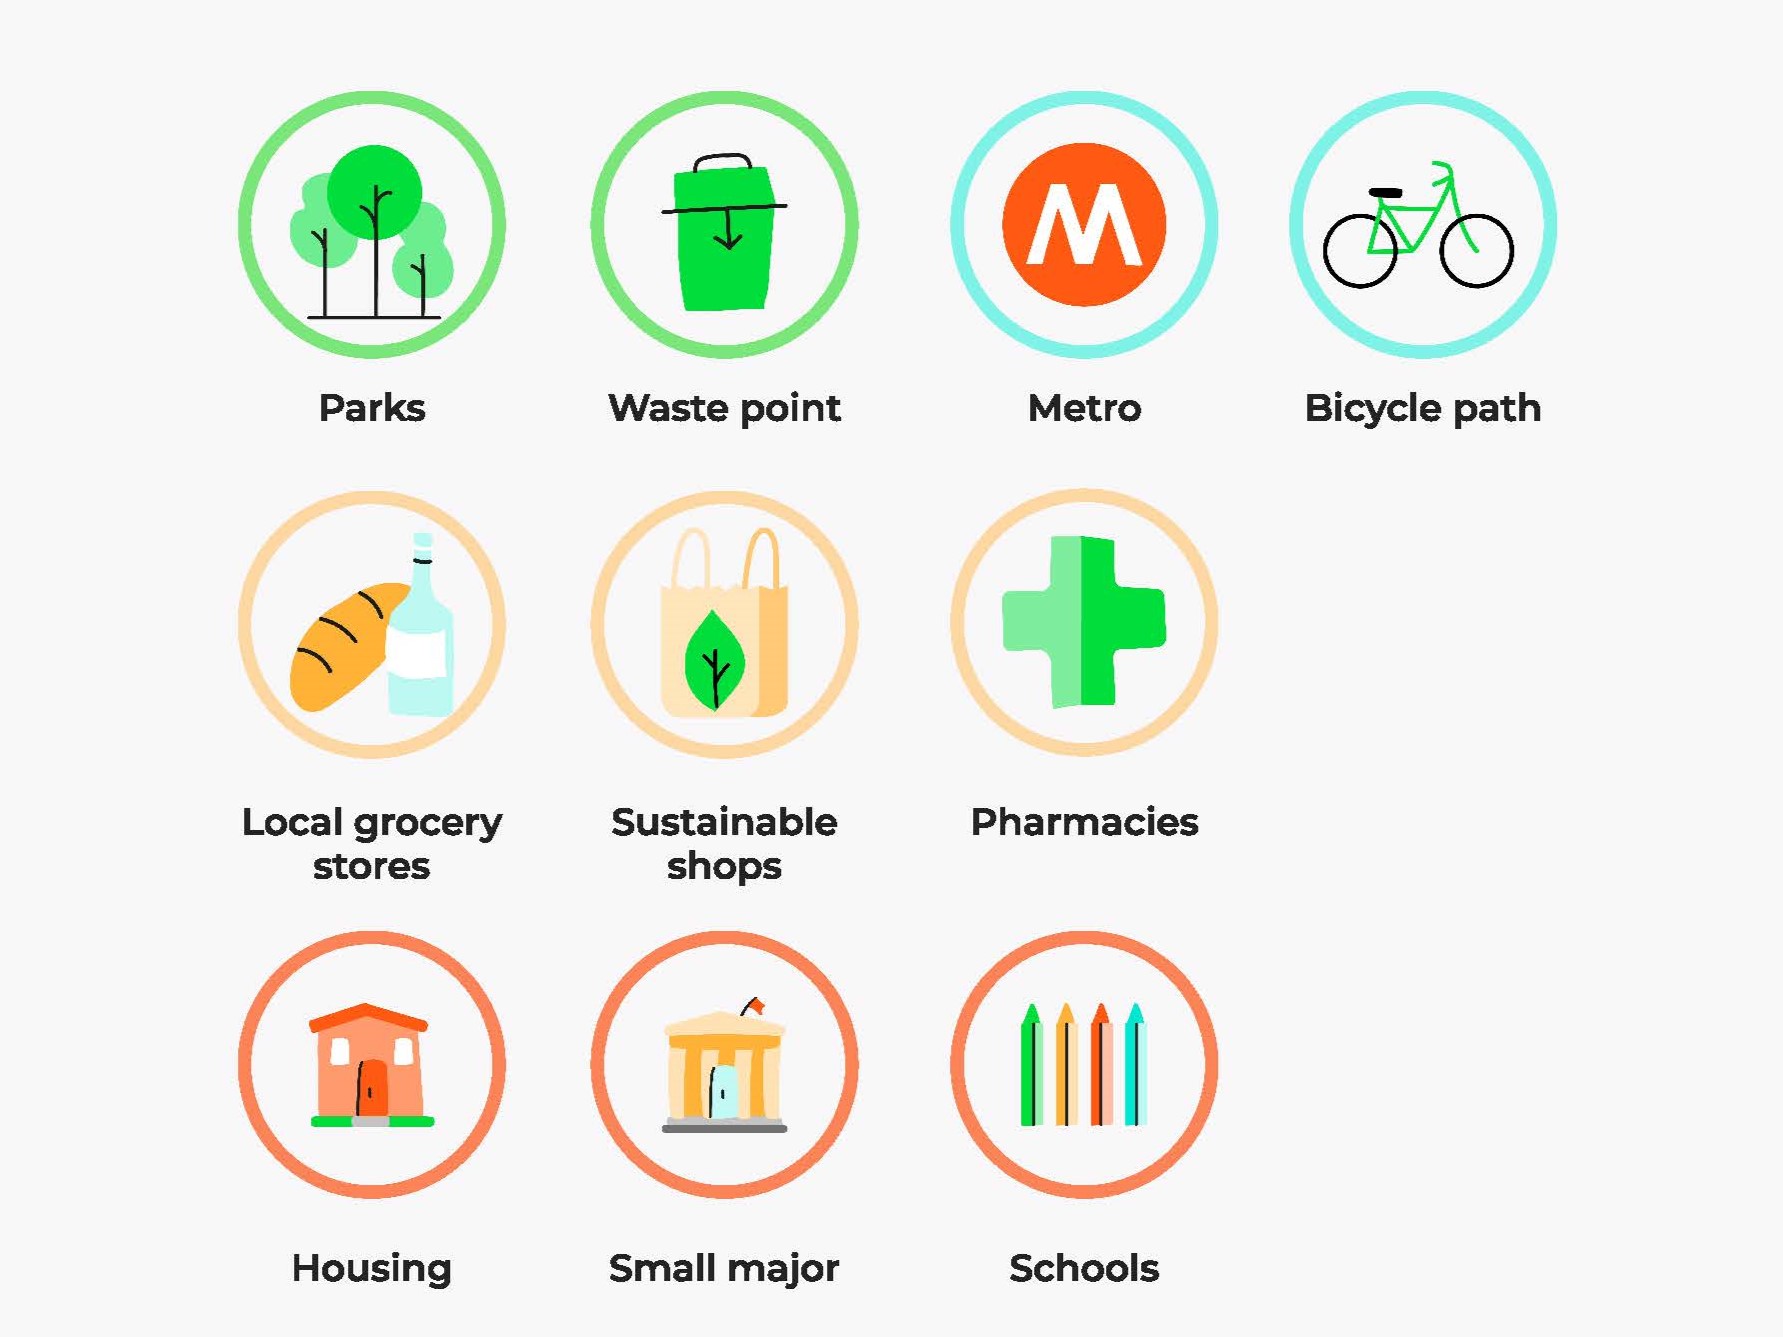 M
Parks
Waste point
Metro
Bicycle path
Local grocery
stores
Sustainable
shops
Pharmacies
Housing
Small major
Schools